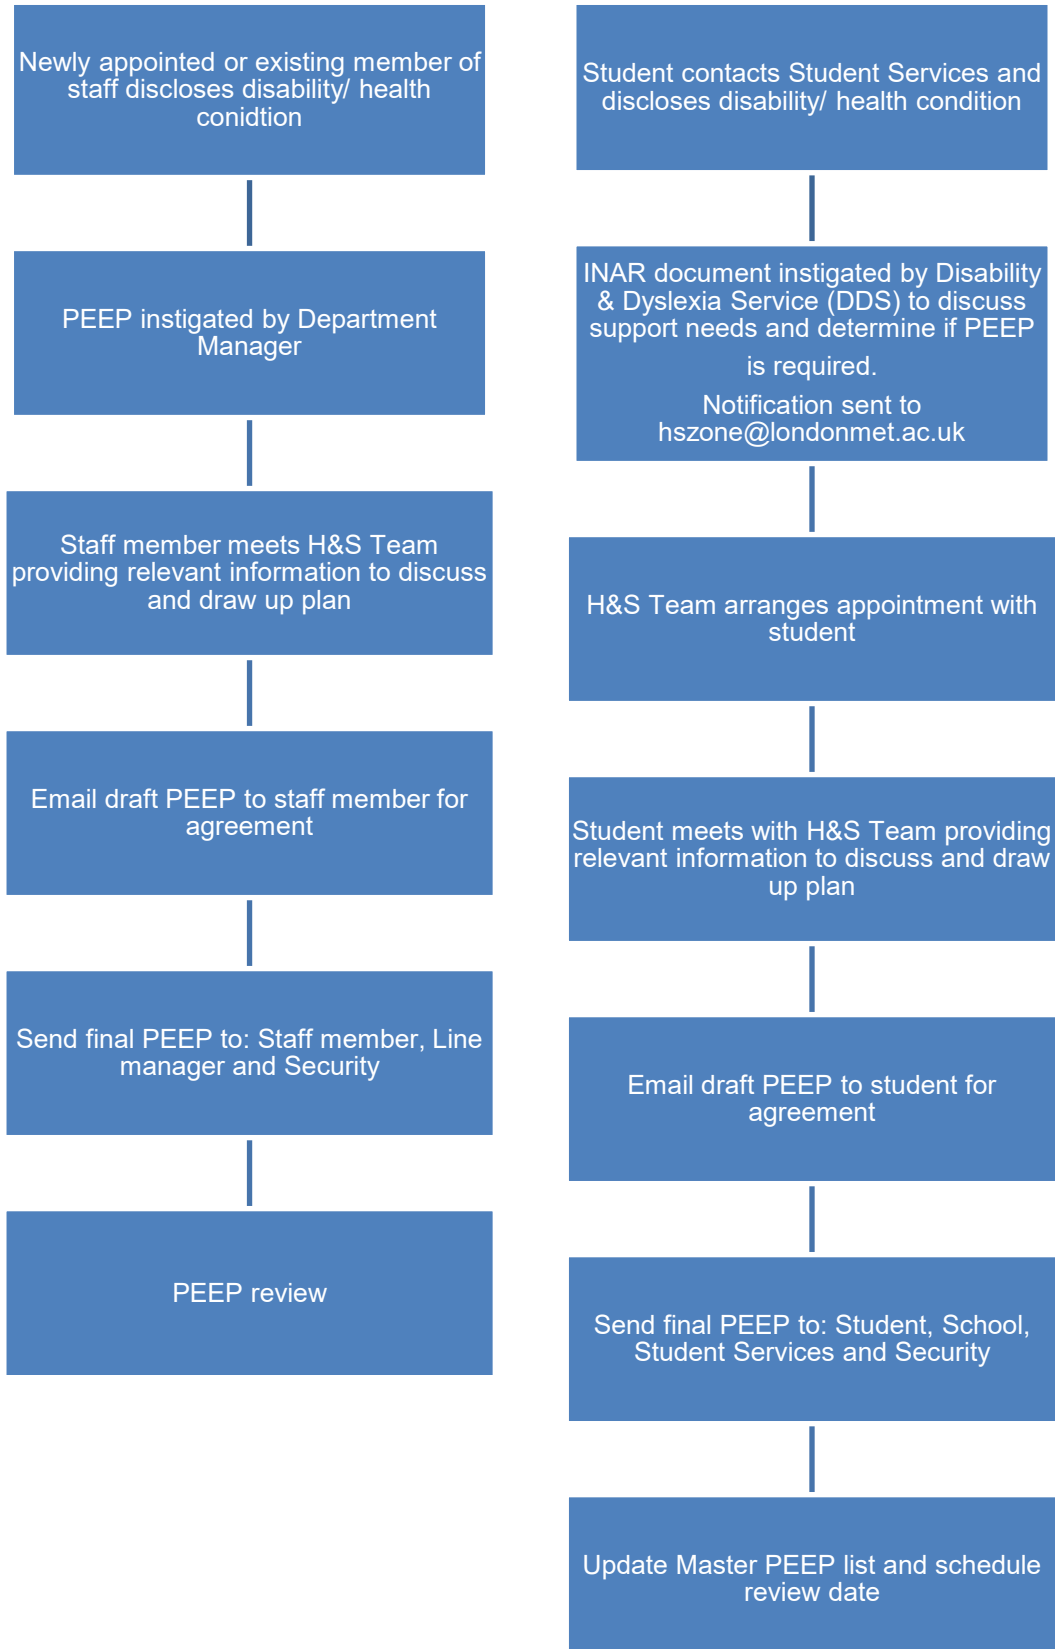 Newly appointed or existing member of
staff discloses disability/ health
conidtion
PEEP instigated by Department
Manager
Staff member meets H&S Team
providing relevant information to discuss
and draw up plan
Email draft PEEP to staff member for
agreement
Send final PEEP to: Staff member, Line
manager and Security
PEEP review
Student contacts Student Services and
discloses disability/ health condition
INAR document instigated by Disability
& Dyslexia Service (DDS) to discuss
support needs and determine if PEEP
is required.
Notification sent to
hszone@londonmet.ac.uk
H&S Team arranges appointment with
student
Student meets with H&S Team providing
relevant information to discuss and draw
up plan
Email draft PEEP to student for
agreement
Send final PEEP to: Student, School,
Student Services and Security
Update Master PEEP list and schedule
review date